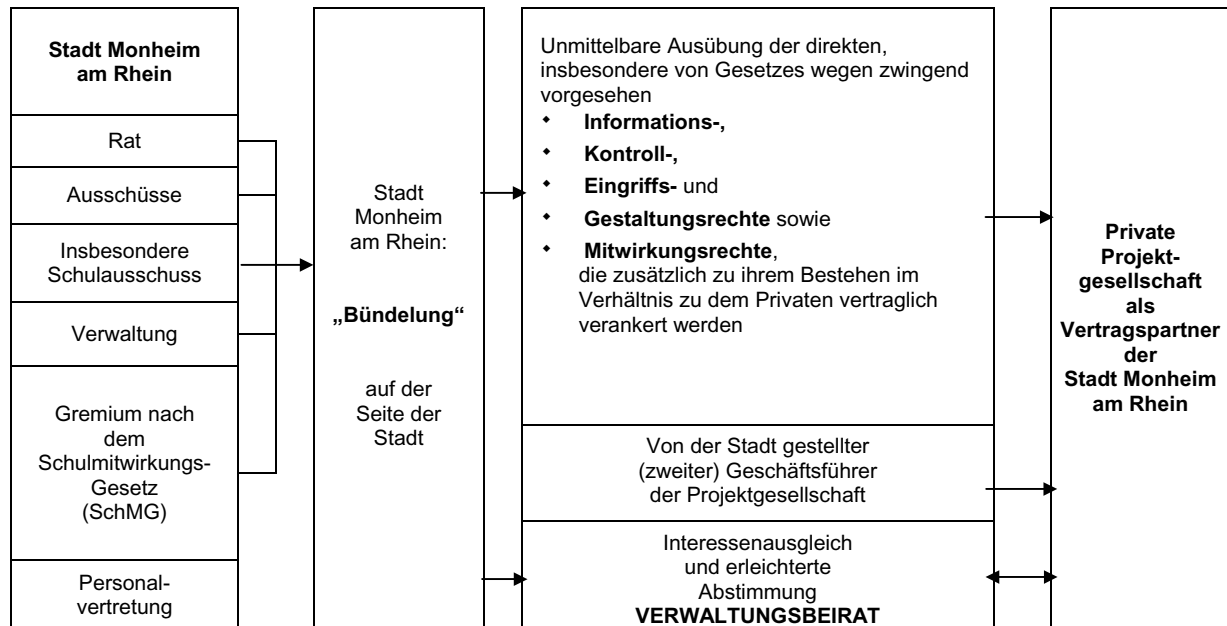 Stadt Monheim
am Rhein
Rat
Ausschüsse
Insbesondere
Schulausschuss
Verwaltung
Gremium nach
dem
Schulmitwirkungs-
Gesetz
(SchMG)
Personal-
vertretung
Stadt
Monheim
am Rhein:
„Bündelung“
auf der
Seite der
Stadt
Unmittelbare Ausübung der direkten,
insbesondere von Gesetzes wegen zwingend
vorgesehen
Informations-,
Kontroll-,
Eingriffs- und
Gestaltungsrechte sowie
Mitwirkungsrechte,
die zusätzlich zu ihrem Bestehen im
Verhältnis zu dem Privaten vertraglich
verankert werden
Von der Stadt gestellter
(zweiter) Geschäftsführer
der Projektgesellschaft
Interessenausgleich
und erleichterte
Abstimmung
VERWALTUNGSBEIRAT
Private
Projekt-
gesellschaft
als
Vertragspartner
der
Stadt Monheim
am Rhein